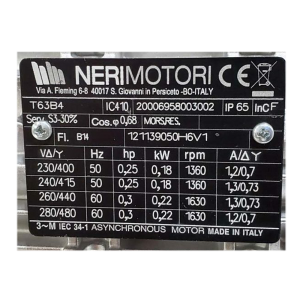 NERIMOTORI CE
Via A. Fleming 6-8 40017 S. Giovanni in Persiceto -BO-ITALY
T63B4 IC410 20006958003002 IP 65 InCl F
Serv. S3-30% Cos.φ 0,68 MORS.RES.
Fl. B14 121139050H6V1
VΔ/Y Hz hp kW rpm A/Δ Y
230/400 50 0,25 0,18 1360 1,2/0,7
240/415 50 0,25 0,18 1360 1.3/0,73
260/440 60 0.3 0.22 1630 1.3/0,73
280/480 60 0,3 0,22 1630 1,2/0,7
3~M IEC 34-1 ASYNCHRONOUS MOTOR MADE IN ITALY